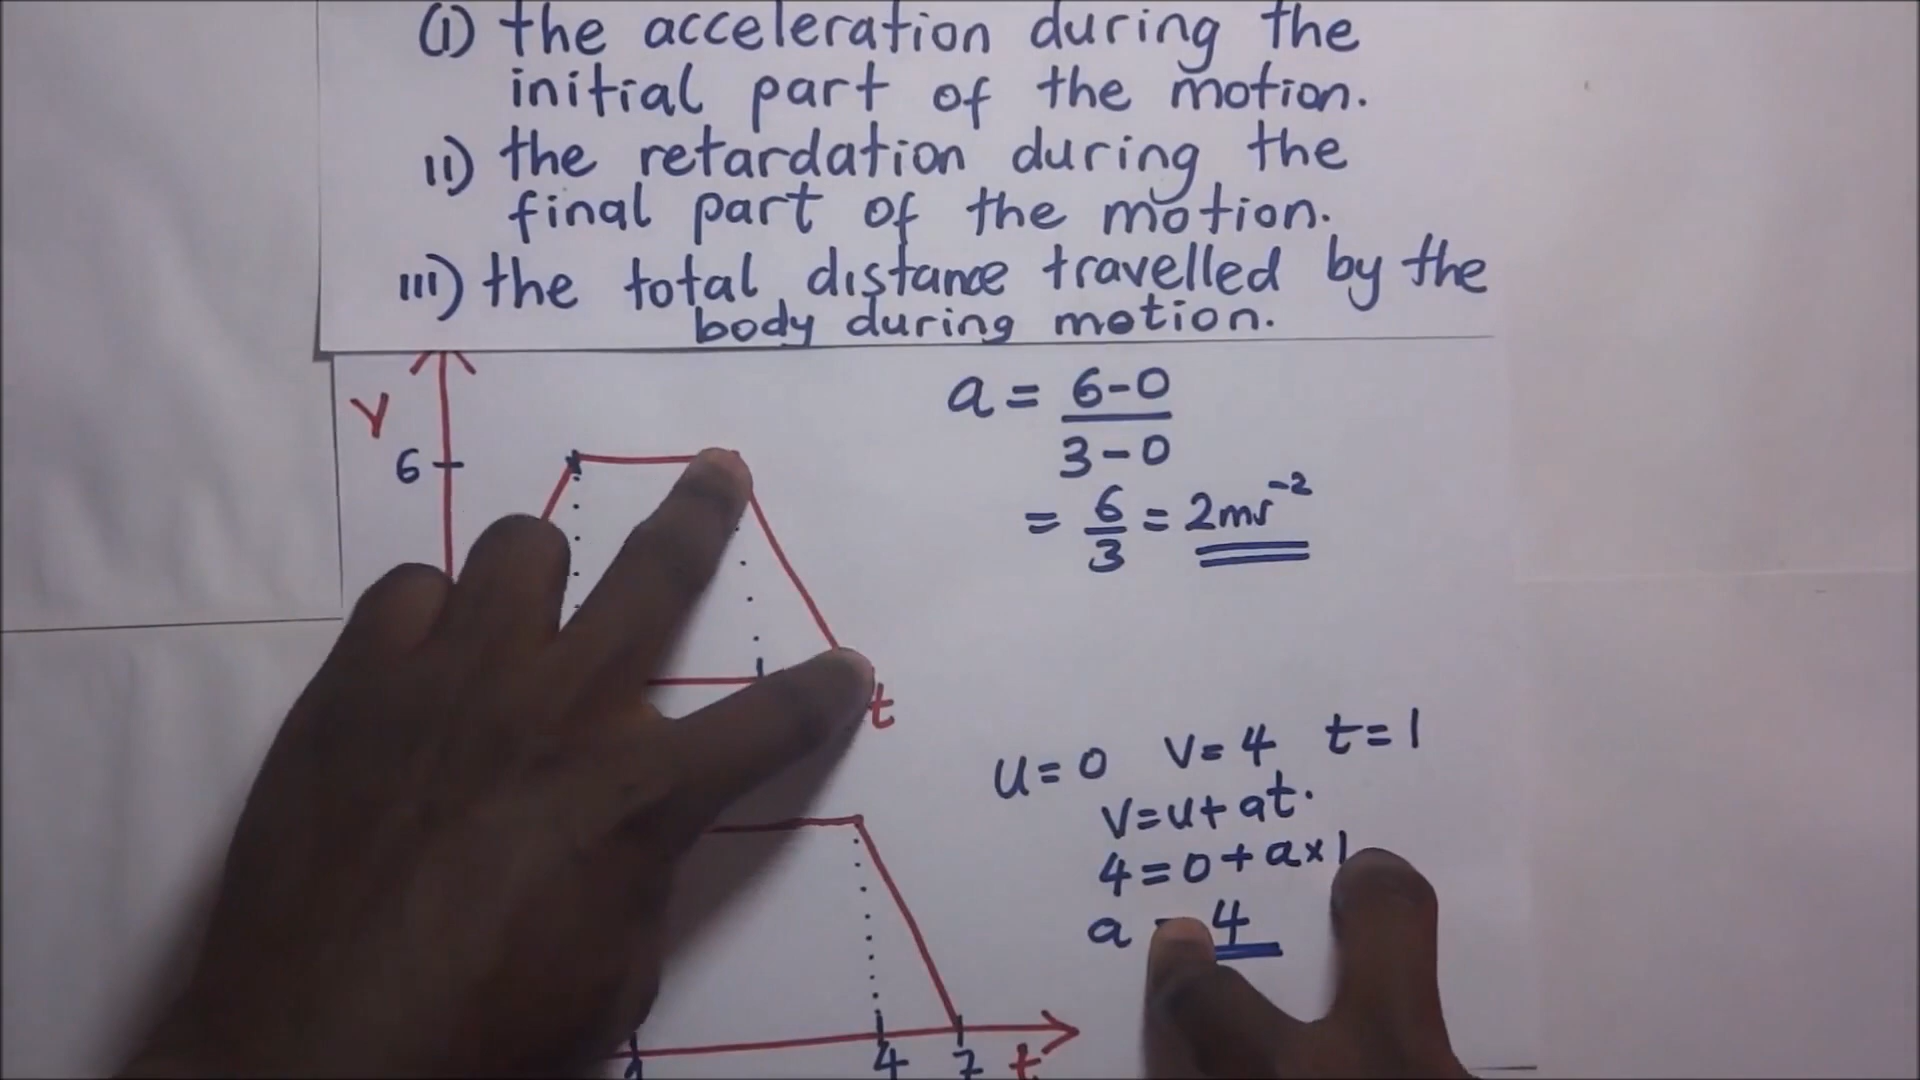 (i) the acceleration during the
initial part of the motion.
ii) the retardation during the
final part of the motion.
iii) the total distance travelled by the
body during motion.
V
6
t
a = 6-0
3-0
= 6/3 = 2ms⁻²
u=0 v=4 t=1
v=u+at.
4=0+a×1
a = 4
4 7 t